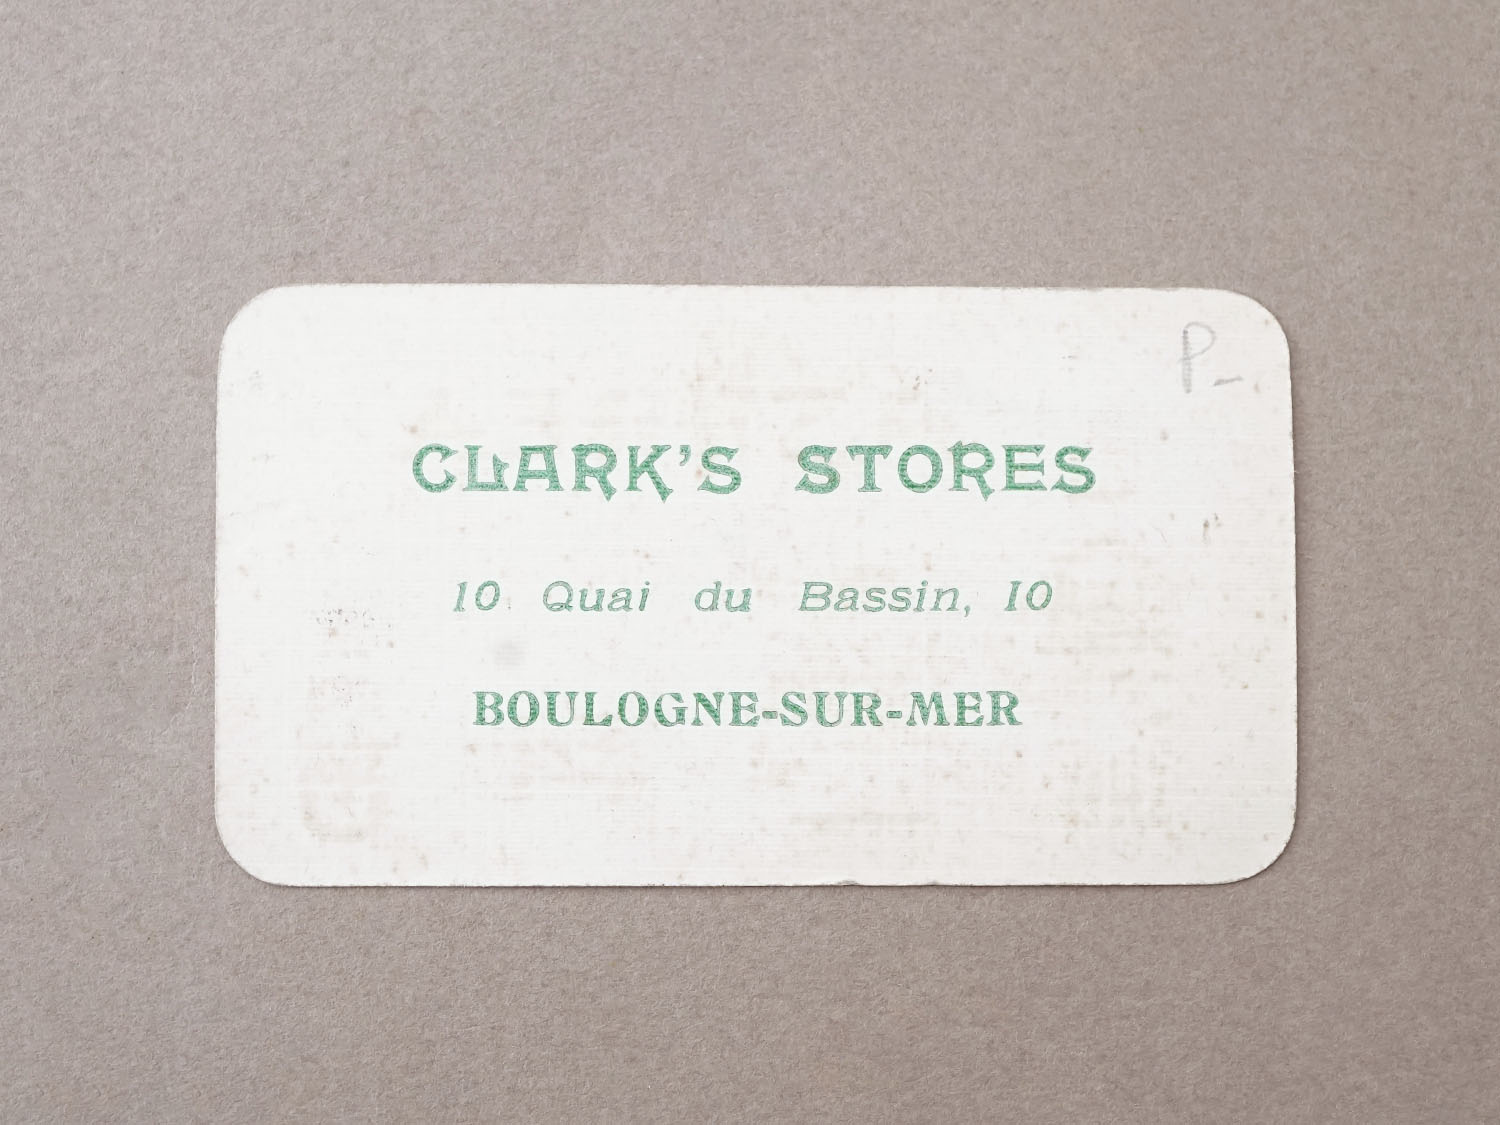 P-
CLARK'S STORES
10 Quai du Bassin, 10
BOULOGNE-SUR-MER